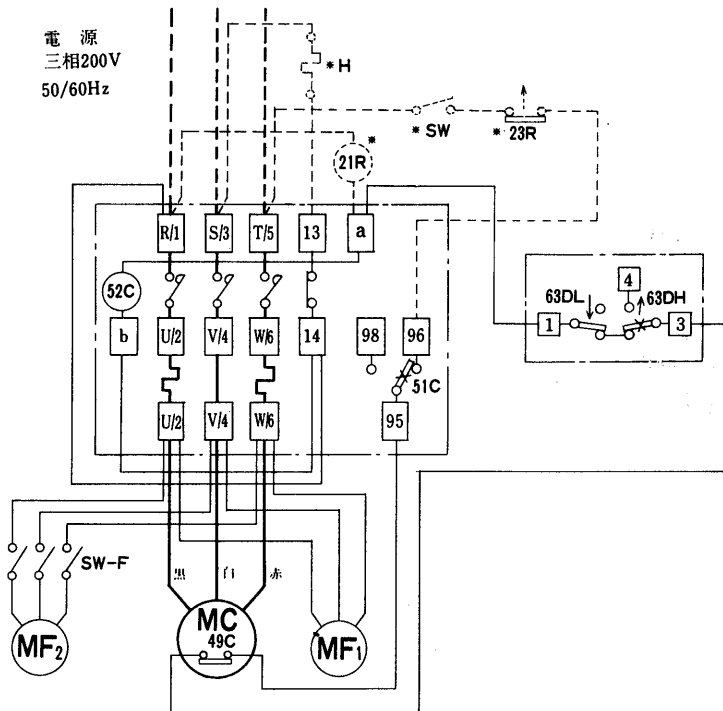 電 源
三相200V
50/60Hz
* H
* SW
* 23R
21R *
R/1 S/3 T/5 13 a
52C
63DL 4 63DH
1 3
b U/2 V/4 W/6 14 98 96
51C
U/2 V/4 W/6 95
SW-F
黒 白 赤
MF2
MC
49C
MF1